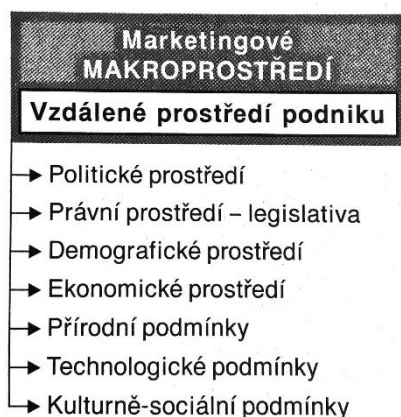 Marketingové
MAKROPROSTŘEDÍ
Vzdálené prostředí podniku
Politické prostředí
Právní prostředí – legislativa
Demografické prostředí
Ekonomické prostředí
Přírodní podmínky
Technologické podmínky
Kulturně-sociální podmínky